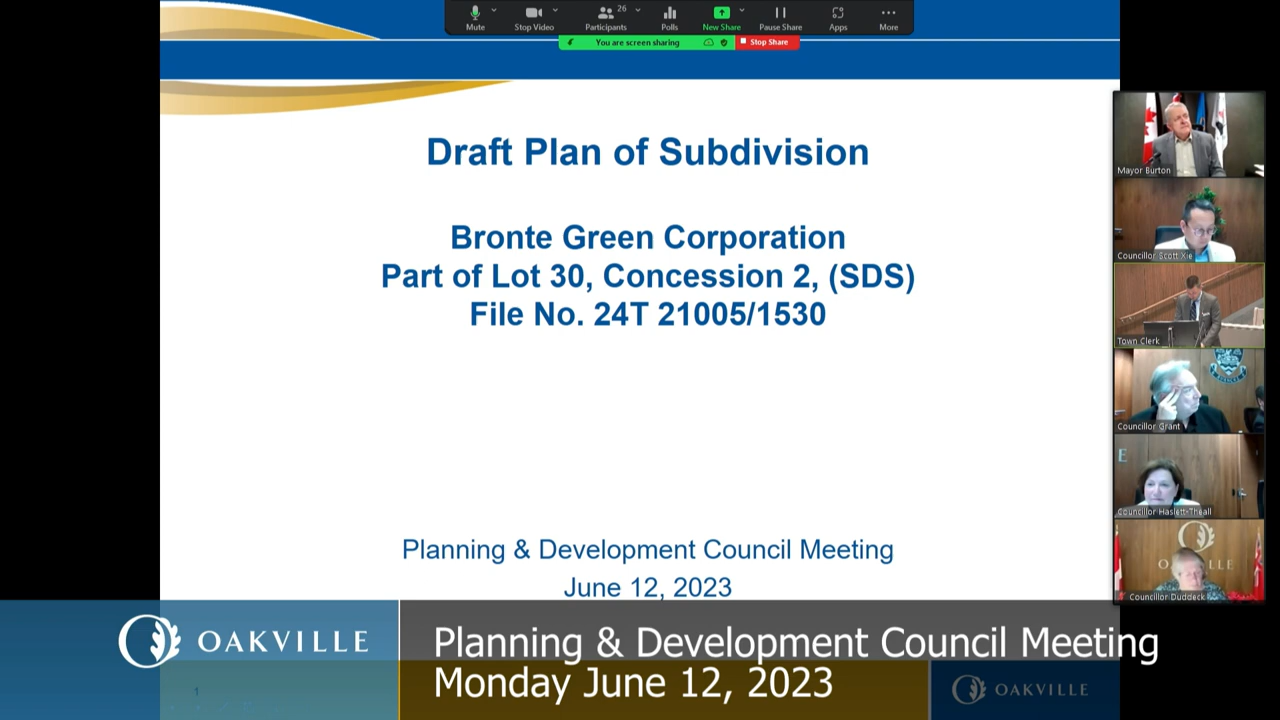 26
Mute
Stop Video
Participants
Polls
New Share
Pause Share
Apps
More
You are screen sharing
Stop Share
Draft Plan of Subdivision
Bronte Green Corporation
Part of Lot 30, Concession 2, (SDS)
File No. 24T 21005/1530
Planning & Development Council Meeting
June 12, 2023
Mayor Burton
Councillor Scott Xie
Town Clerk
Councillor Grant
E
Councillor Haslett-Theall
OAKVILLE
Councillor Duddeck
OAKVILLE
Planning & Development Council Meeting
Monday June 12, 2023
1
OAKVILLE